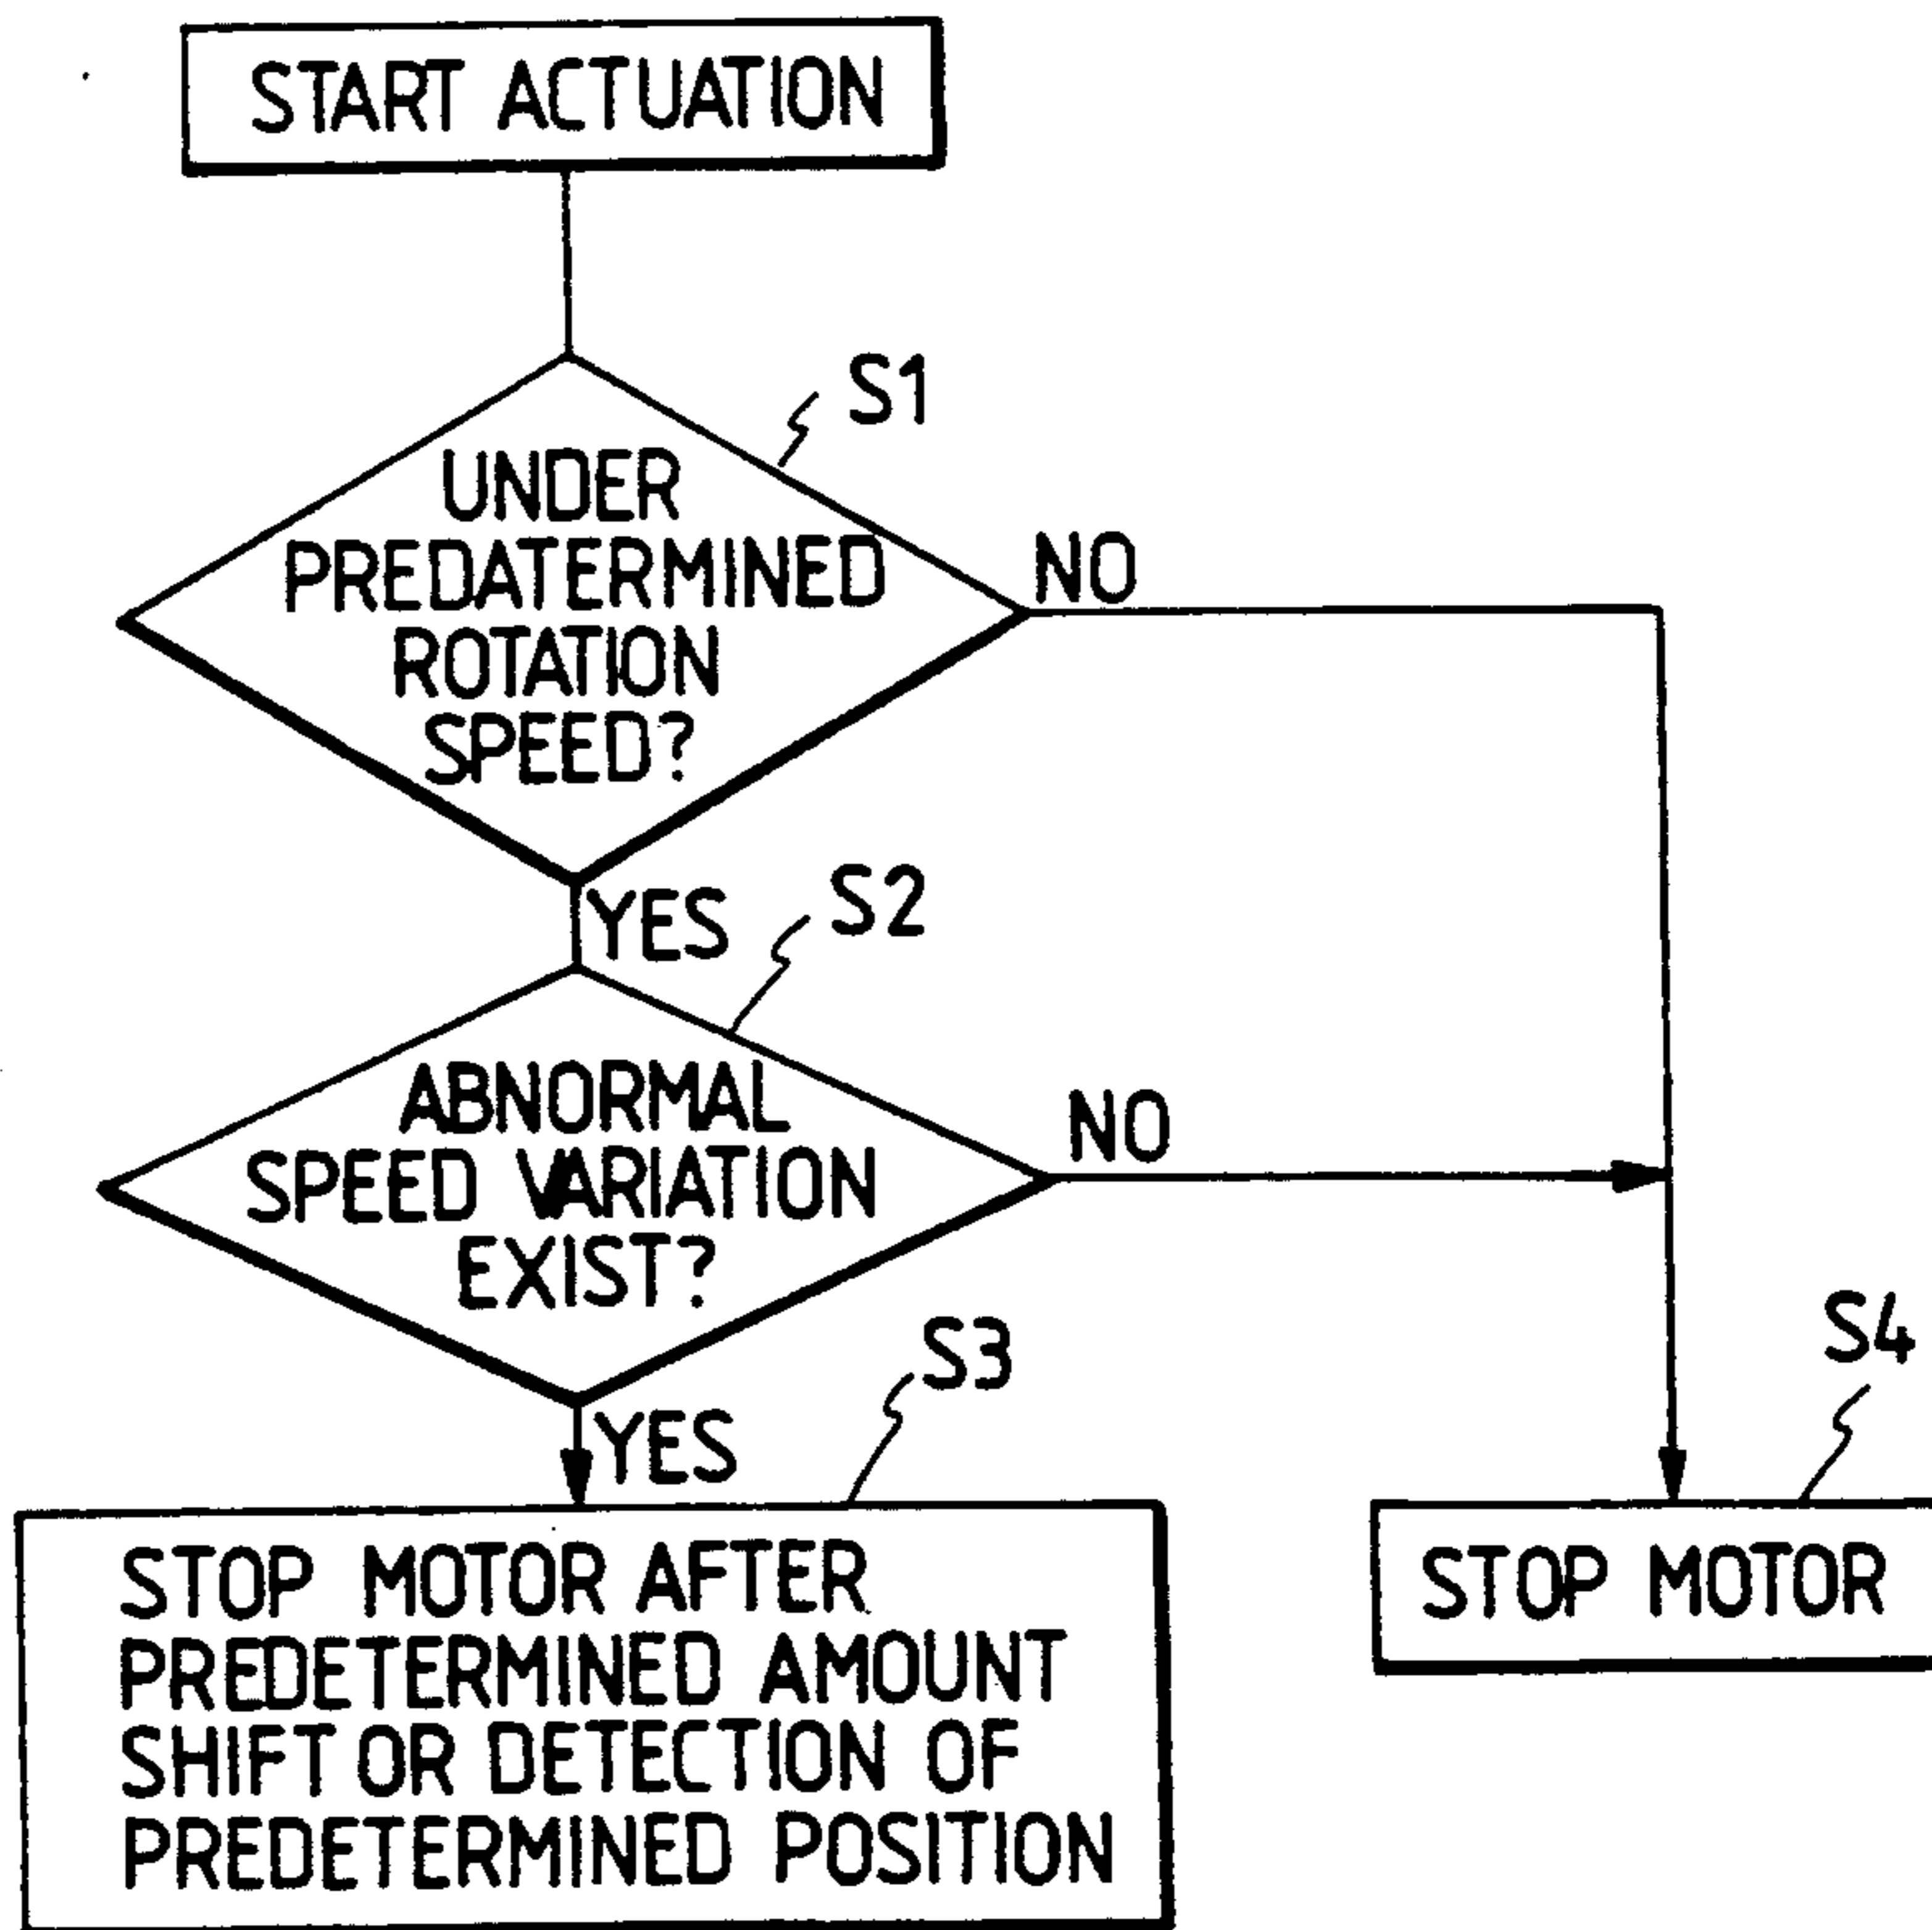 START ACTUATION
S1
UNDER
PREDATERMINED
ROTATION
SPEED?
NO
YES
S2
ABNORMAL
SPEED VARIATION
EXIST?
NO
YES
S3
STOP MOTOR AFTER
PREDETERMINED AMOUNT
SHIFT OR DETECTION OF
PREDETERMINED POSITION
S4
STOP MOTOR